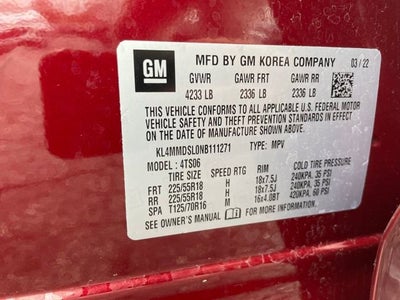 GM
MFD BY GM KOREA COMPANY 03/22
GVWR GAWR FRT GAWR RR
4233 LB 2336 LB 2336 LB
THIS VEHICLE CONFORMS TO ALL APPLICABLE U.S. FEDERAL MOTOR
VEHICLE SAFETY AND THEFT PREVENTION STANDARDS IN EFFECT
ON THE DATE OF MANUFACTURE SHOWN ABOVE.
KL4MMDSL0NB111271 TYPE: MPV
MODEL: 4TS06
TIRE SIZE SPEED RTG RIM COLD TIRE PRESSURE
FRT 225/55R18 H 18x7.5J 240KPA, 35 PSI
RR 225/55R18 H 18x7.5J 240KPA, 35 PSI
SPA T125/70R16 M 16x4.0BT 420KPA, 60 PSI
SEE OWNER'S MANUAL FOR MORE INFORMATION.